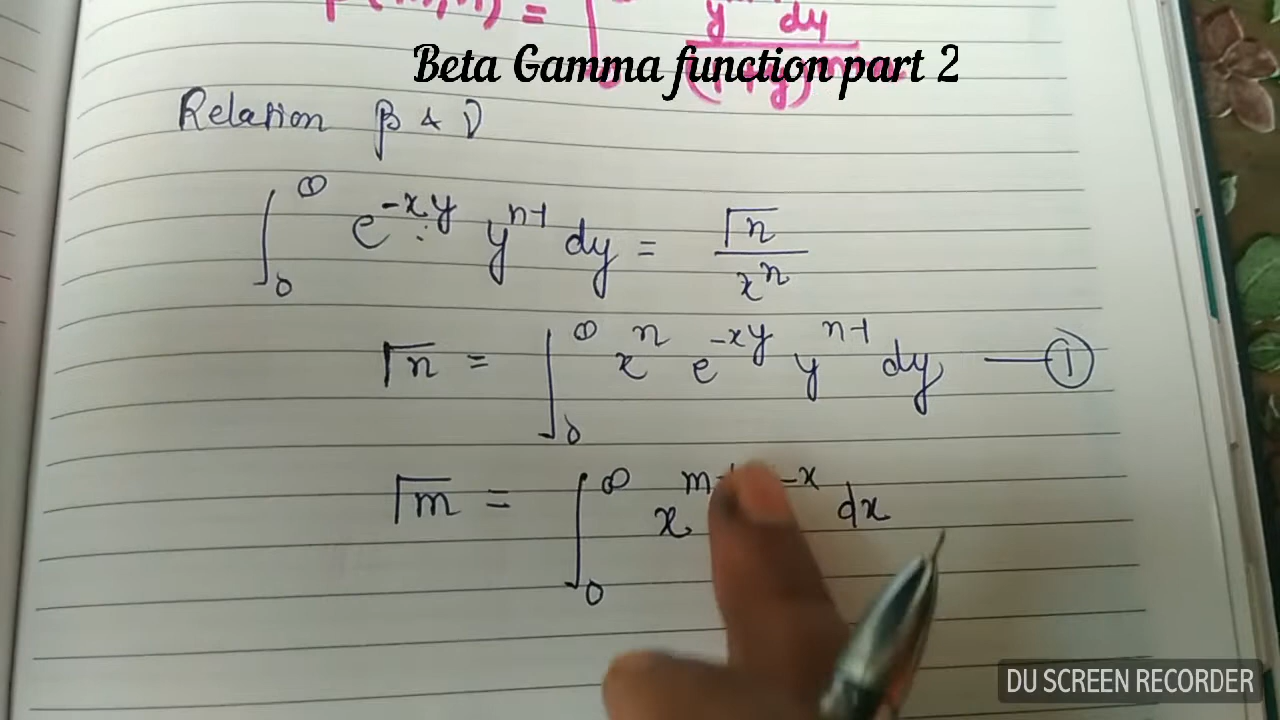 y dy
Beta Gamma function part 2
Relation β & Γ
∫₀^∞ e^{-xy} y^{n-1} dy = Γn / x^n
Γn = ∫₀^∞ x^n e^{-xy} y^{n-1} dy — ①
Γm = ∫₀^∞ x^m -x dx
DU SCREEN RECORDER